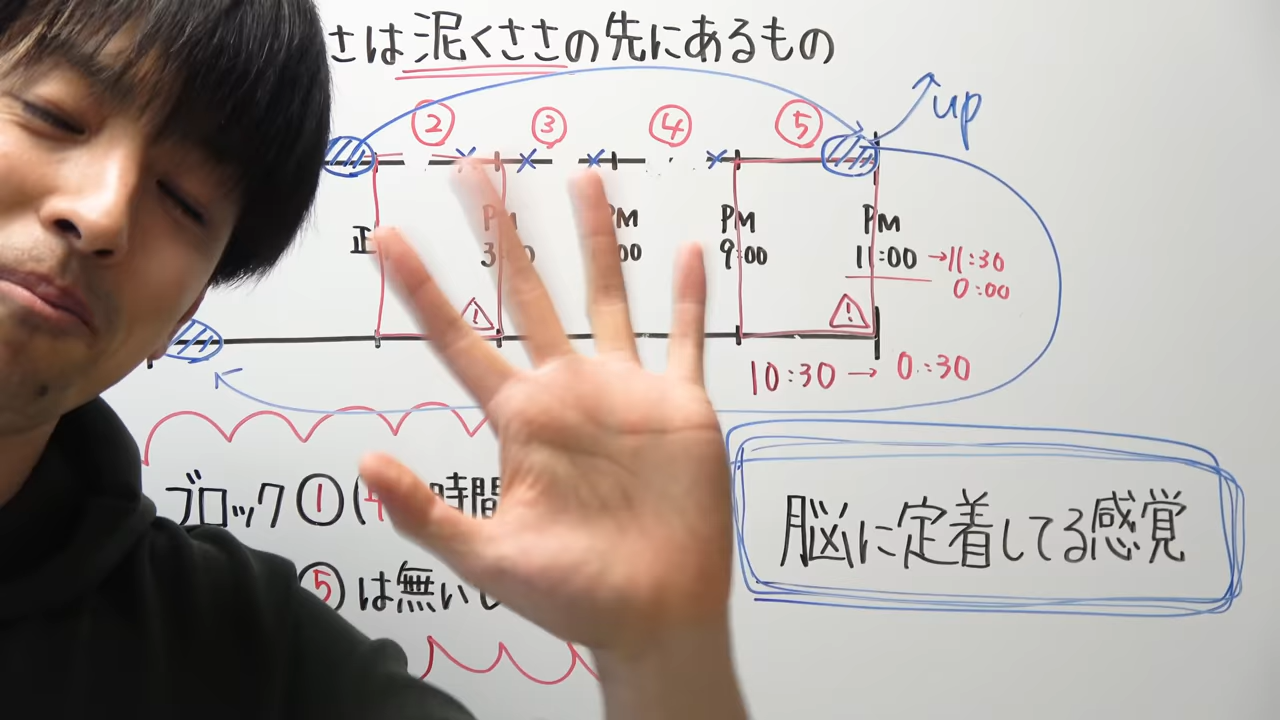 さは泥くささの先にあるもの
② ③ ④ ⑤ up
正 PM PM PM
9:00 11:00 →11:30
0:00
10:30 → 0:30
ブロック① 時間
⑤は無い
脳に定着してる感覚